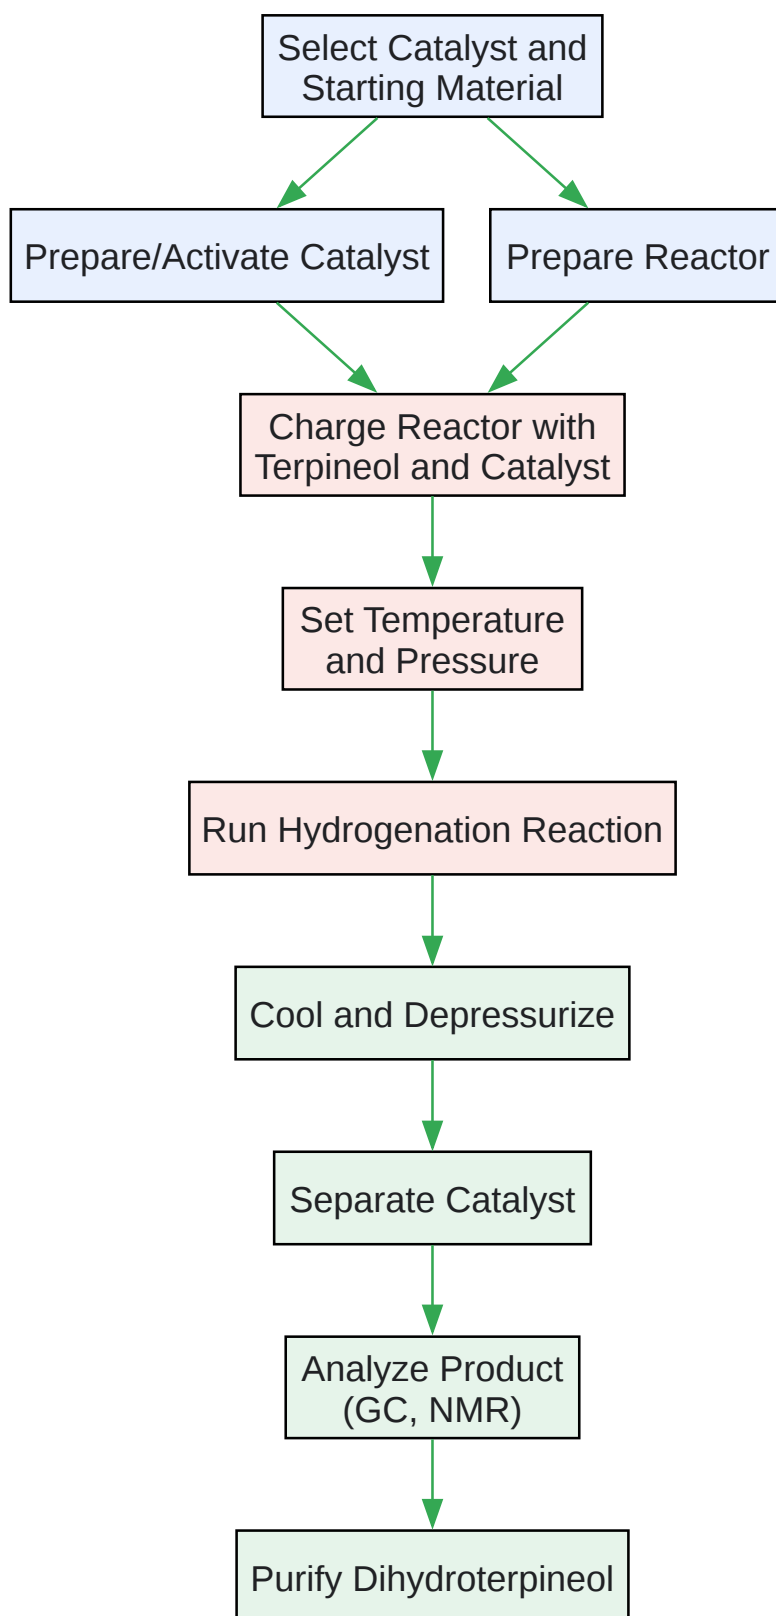 Select Catalyst and
Starting Material
Prepare/Activate Catalyst
Prepare Reactor
Charge Reactor with
Terpineol and Catalyst
Set Temperature
and Pressure
Run Hydrogenation Reaction
Cool and Depressurize
Separate Catalyst
Analyze Product
(GC, NMR)
Purify Dihydroterpineol